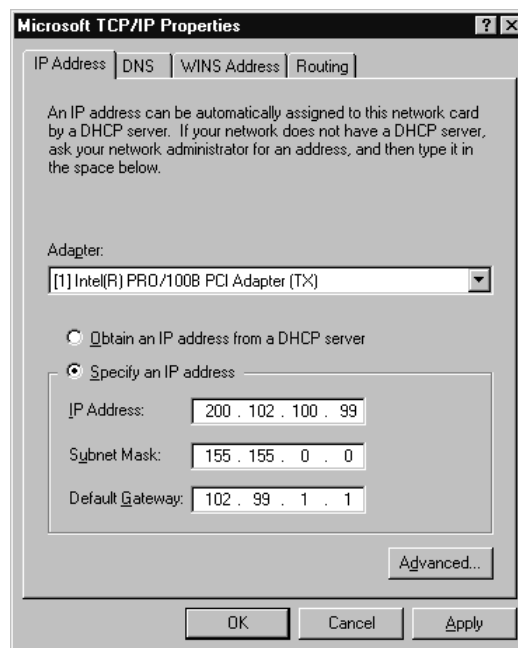 Microsoft TCP/IP Properties
IP Address DNS WINS Address Routing
An IP address can be automatically assigned to this network card
by a DHCP server. If your network does not have a DHCP server,
ask your network administrator for an address, and then type it in
the space below.
Adapter:
[1] Intel(R) PRO/100B PCI Adapter (TX)
Obtain an IP address from a DHCP server
Specify an IP address
IP Address: 200 . 102 . 100 . 99
Subnet Mask: 155 . 155 . 0 . 0
Default Gateway: 102 . 99 . 1 . 1
Advanced...
OK Cancel Apply